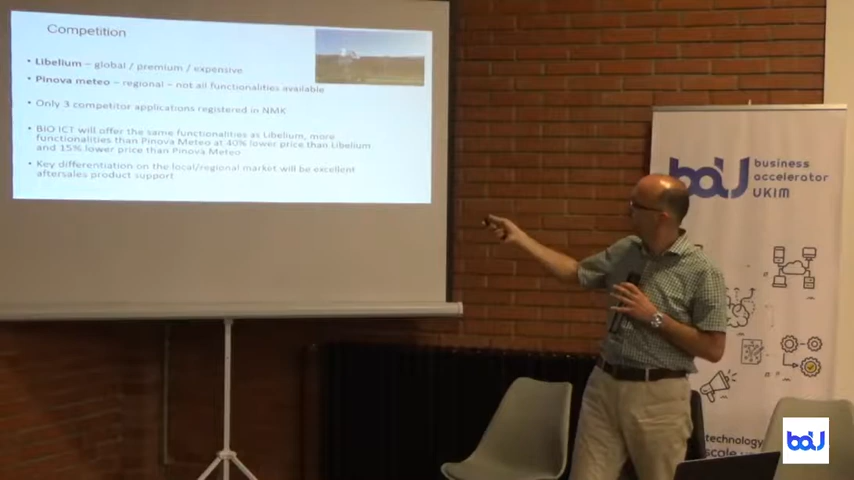 Competition
• Libelium – global / premium / expensive
• Pinova meteo – regional – not all functionalities available
• Only 3 competitor applications registered in NMK
• BIO ICT will offer the same functionalities as Libelium, more
functionalities than Pinova Meteo at 40% lower price than Libelium
and 15% lower price than Pinova Meteo
• Key differentiation on the local/regional market will be excellent
aftersales product support
baU
business
accelerator
UKIM
technology
scale
baU